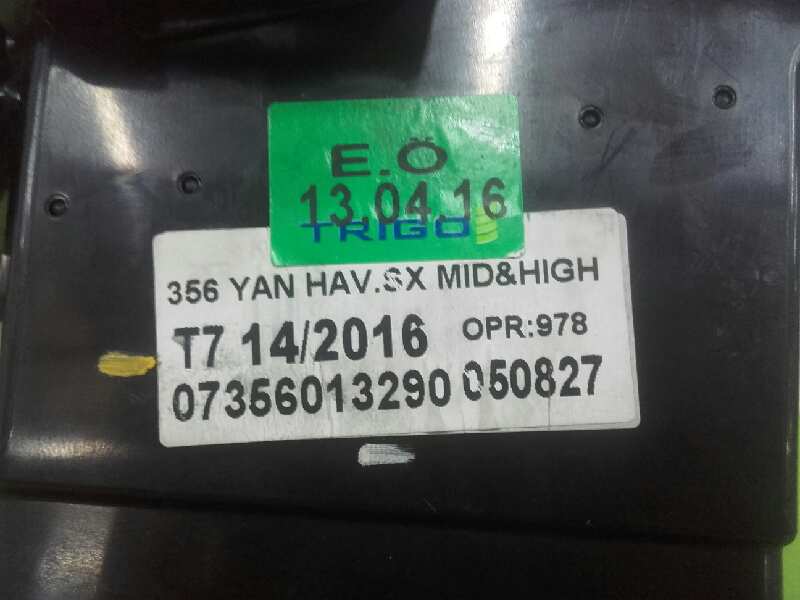 E.Ö
13.04.16
TRIGO
356 YAN HAV.SX MID&HIGH
T7 14/2016 OPR:978
07356013290 050827